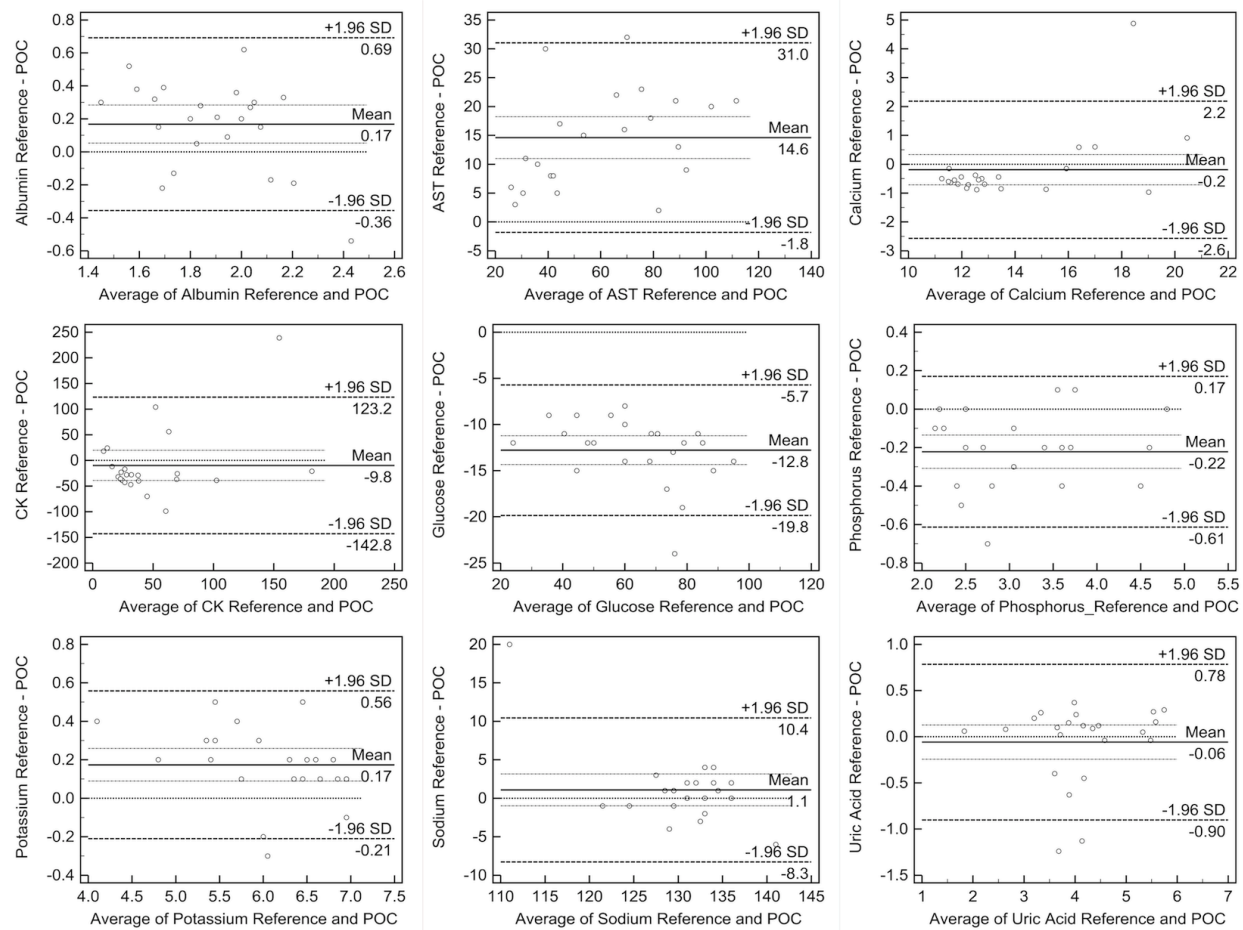 Albumin Reference - POC
0.8
0.6
0.4
0.2
0.0
-0.2
-0.4
-0.6
+1.96 SD
0.69
Mean
0.17
-1.96 SD
-0.36
1.4 1.6 1.8 2.0 2.2 2.4 2.6
Average of Albumin Reference and POC
AST Reference - POC
35
30
25
20
15
10
5
0
-5
+1.96 SD
31.0
Mean
14.6
-1.96 SD
-1.8
20 40 60 80 100 120 140
Average of AST Reference and POC
Calcium Reference - POC
5
4
3
2
1
0
-1
-2
-3
+1.96 SD
2.2
Mean
-0.2
-1.96 SD
-2.6
10 12 14 16 18 20 22
Average of Calcium Reference and POC
CK Reference - POC
250
200
150
100
50
0
-50
-100
-150
-200
+1.96 SD
123.2
Mean
-9.8
-1.96 SD
-142.8
0 50 100 150 200 250
Average of CK Reference and POC
Glucose Reference - POC
0
-5
-10
-15
-20
-25
+1.96 SD
-5.7
Mean
-12.8
-1.96 SD
-19.8
20 40 60 80 100 120
Average of Glucose Reference and POC
Phosphorus Reference - POC
0.4
0.2
0.0
-0.2
-0.4
-0.6
-0.8
+1.96 SD
0.17
Mean
-0.22
-1.96 SD
-0.61
2.0 2.5 3.0 3.5 4.0 4.5 5.0 5.5
Average of Phosphorus_Reference and POC
Potassium Reference - POC
0.8
0.6
0.4
0.2
0.0
-0.2
-0.4
+1.96 SD
0.56
Mean
0.17
-1.96 SD
-0.21
4.0 4.5 5.0 5.5 6.0 6.5 7.0 7.5
Average of Potassium Reference and POC
Sodium Reference - POC
20
15
10
5
0
-5
-10
+1.96 SD
10.4
Mean
1.1
-1.96 SD
-8.3
110 115 120 125 130 135 140 145
Average of Sodium Reference and POC
Uric Acid Reference - POC
1.0
0.5
0.0
-0.5
-1.0
-1.5
+1.96 SD
0.78
Mean
-0.06
-1.96 SD
-0.90
1 2 3 4 5 6 7
Average of Uric Acid Reference and POC